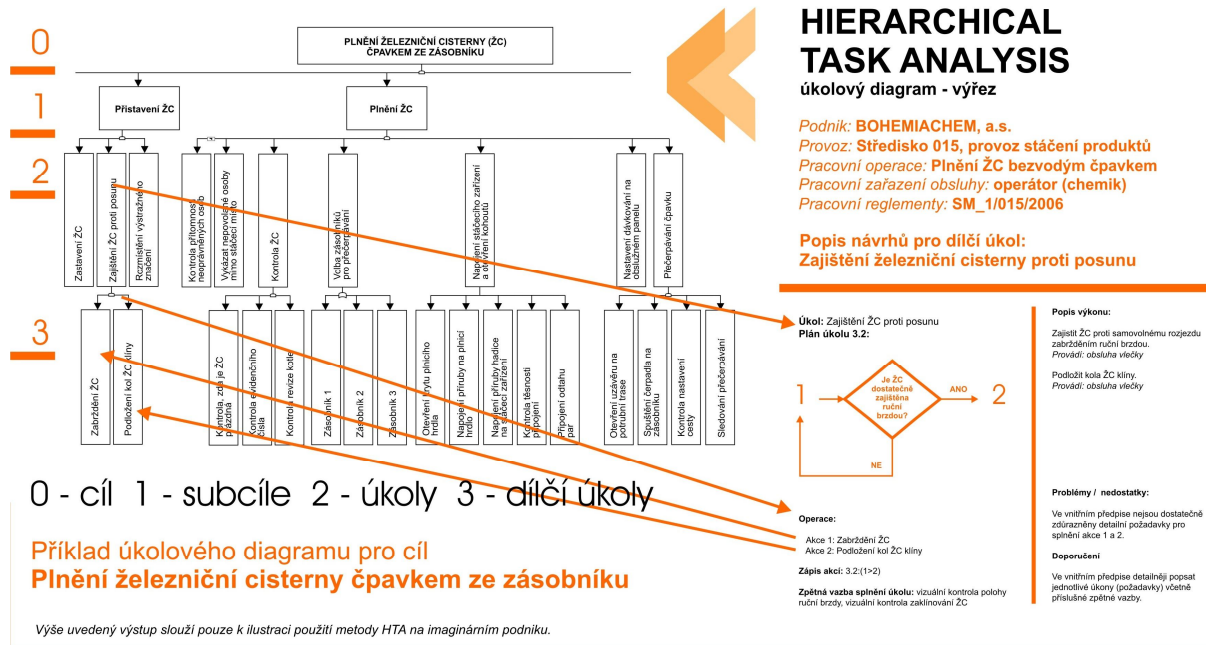 0
1
2
3
PLNĚNÍ ŽELEZNIČNÍ CISTERNY (ŽC)
ČPAVKEM ZE ZÁSOBNÍKU
Přistavení ŽC
Plnění ŽC
Zastavení ŽC
Zajištění ŽC proti posunu
Rozmístění výstražného
značení
Kontrola přítomnosti
neoprávněných osob
Vykázat nepovolané osoby
mimo stáčecí místo
Kontrola ŽC
Volba zásobníků
pro přečerpávání
Napojení stáčecího zařízení
a otevření kohoutů
Nastavení dávkování na
obslužném panelu
Přečerpávání čpavku
Zabrždění ŽC
Podložení kol ŽC klíny
Kontrola, zda je ŽC
prázdná
Kontrola evidenčního
čísla
Kontrola revize kotle
Zásobník 1
Zásobník 2
Zásobník 3
Otevření krytu plnicího
hrdla
Napojení příruby na plnicí
hrdlo
Napojení příruby hadice
na stáčecí zařízení
Kontrola těsnosti
připojení
Připojení odtahu
par
Otevření uzávěru na
potrubní trase
Spuštění čerpadla na
zásobníku
Kontrola nastavení
cesty
Sledování přečerpávání
0 - cíl 1 - subcíle 2 - úkoly 3 - dílčí úkoly
Příklad úkolového diagramu pro cíl
Plnění železniční cisterny čpavkem ze zásobníku
Výše uvedený výstup slouží pouze k ilustraci použití metody HTA na imaginárním podniku.
HIERARCHICAL
TASK ANALYSIS
úkolový diagram - výřez
Podnik: BOHEMIACHEM, a.s.
Provoz: Středisko 015, provoz stáčení produktů
Pracovní operace: Plnění ŽC bezvodým čpavkem
Pracovní zařazení obsluhy: operátor (chemik)
Pracovní reglementy: SM_1/015/2006
Popis návrhů pro dílčí úkol:
Zajištění železniční cisterny proti posunu
Úkol: Zajištění ŽC proti posunu
Plán úkolu 3.2:
1
Je ŽC
dostatečně
zajištěna
ruční
brzdou?
ANO
2
NE
Operace:
Akce 1: Zabrždění ŽC
Akce 2: Podložení kol ŽC klíny
Zápis akcí: 3.2:(1>2)
Zpětná vazba splnění úkolu: vizuální kontrola polohy
ruční brzdy, vizuální kontrola zaklínování ŽC
Popis výkonu:
Zajistit ŽC proti samovolnému rozjezdu
zabržděním ruční brzdou.
Provádí: obsluha vlečky
Podložit kola ŽC klíny.
Provádí: obsluha vlečky
Problémy / nedostatky:
Ve vnitřním předpise nejsou dostatečně
zdůrazněny detailní požadavky pro
splnění akce 1 a 2.
Doporučení
Ve vnitřním předpise detailněji popsat
jednotlivé úkony (požadavky) včetně
příslušné zpětné vazby.